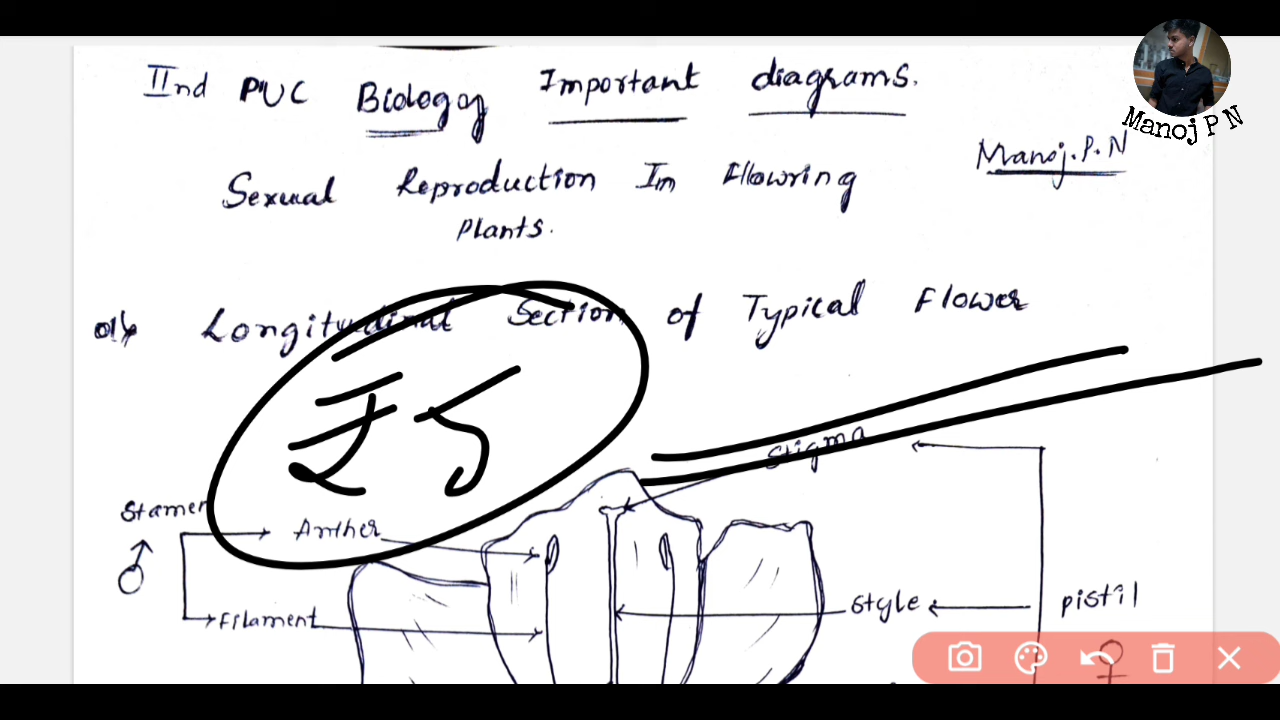 IInd PUC Biology Important diagrams.
Manoj P N
Manoj.P.N
Sexual Reproduction In Flowring
Plants.
01) Longitudinal Section of Typical Flower
₹5
Stigma
Stamen
Anther
Filament
Style
pistil